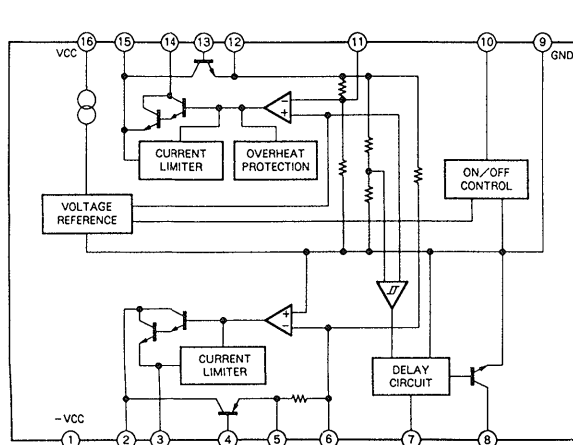 16 15 14 13 12 11 10 9
VCC
GND
−
+
CURRENT
LIMITER
OVERHEAT
PROTECTION
ON/OFF
CONTROL
VOLTAGE
REFERENCE
+
−
CURRENT
LIMITER
DELAY
CIRCUIT
−VCC
1 2 3 4 5 6 7 8